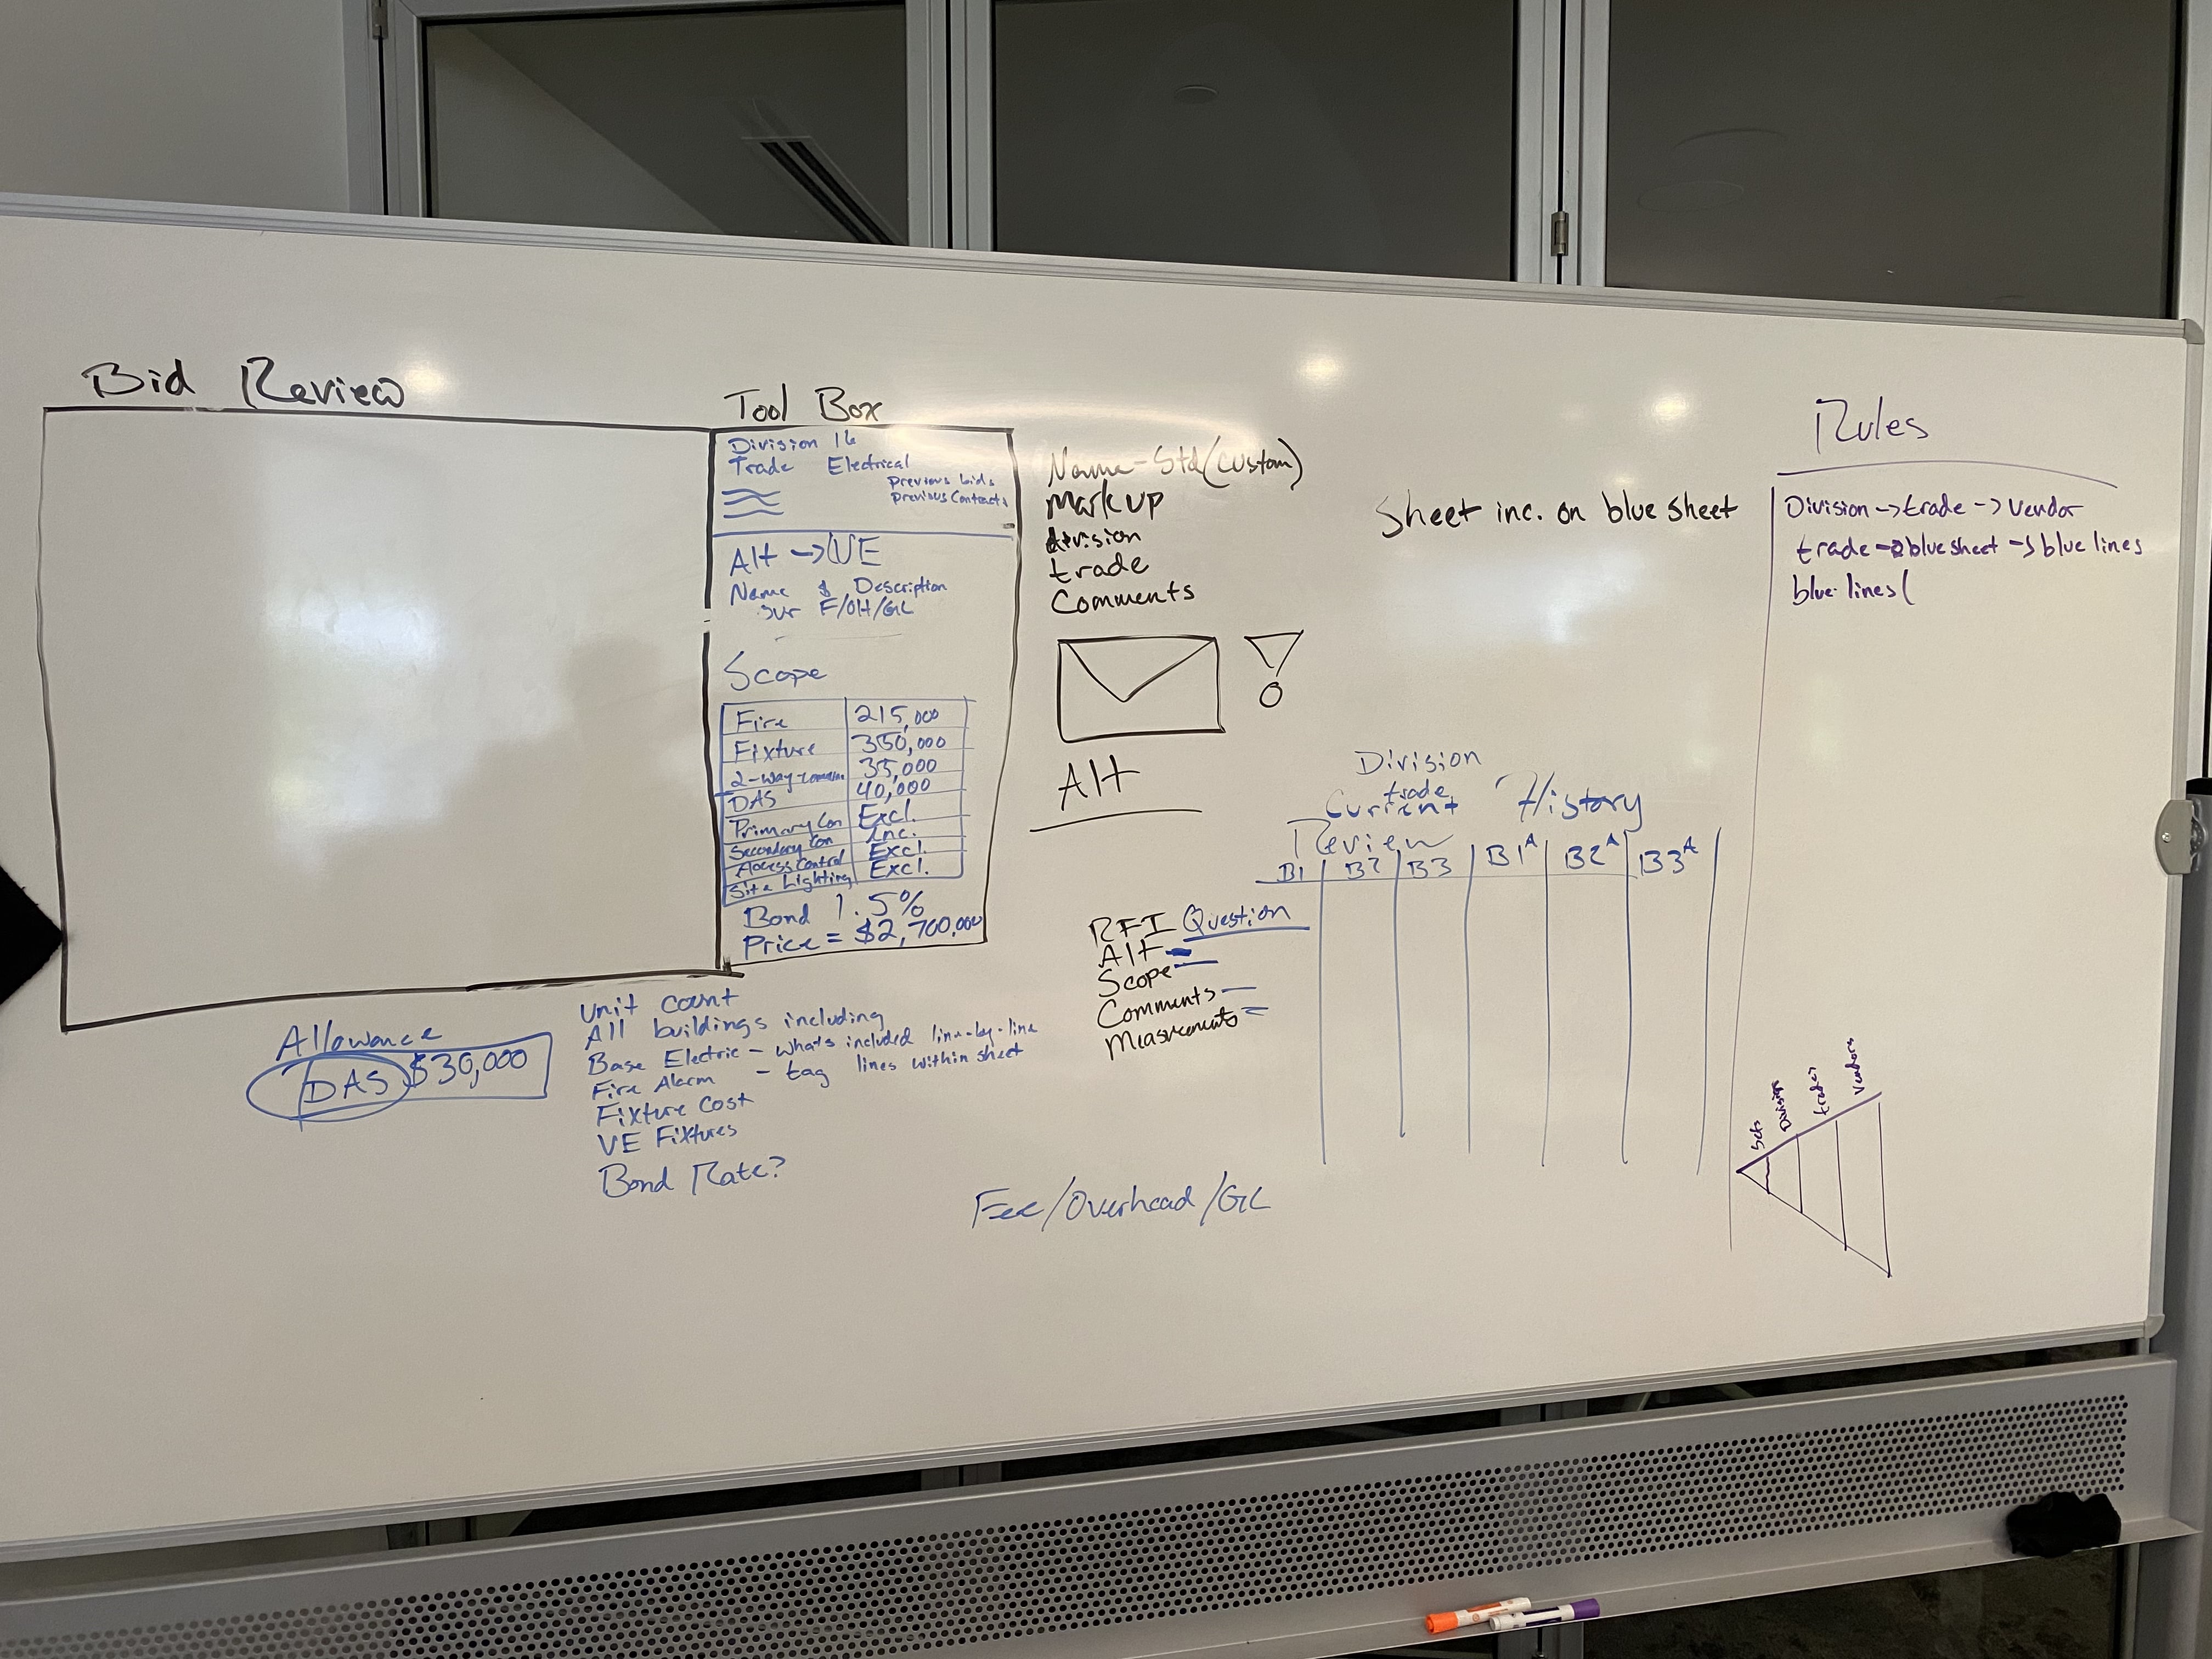 Bid Review
Tool Box
Division 16
Trade Electrical
previous bids
previous Contracts
Alt -> VE
Name $ Description
F/OH/GL
Scope
Fire 215,000
Fixture 350,000
2-way-comm 35,000
DAS 40,000
Primary Con Excl.
Secondary Con Inc.
Access Control Excl.
Site Lighting Excl.
Bond 1.5%
Price = $2,700,000
Allowance
DAS $30,000
Unit count
All buildings including
Base Electric - whats included line-by-line
Fire Alarm - tag lines within sheet
Fixture Cost
VE Fixtures
Bond Rate?
Name-Std (custom)
Markup
division
trade
Comments
Alt
RFI Question
Alt
Scope
Comments
Measurements
Fee/Overhead/GL
Sheet inc. on blue sheet
Division
trade
Current History
Review
B1 B2 B3 B1A B2A B3A
Rules
Division -> trade -> vendor
trade -> blue sheet -> blue lines
blue lines (
Sets
Division
trades
Vendors